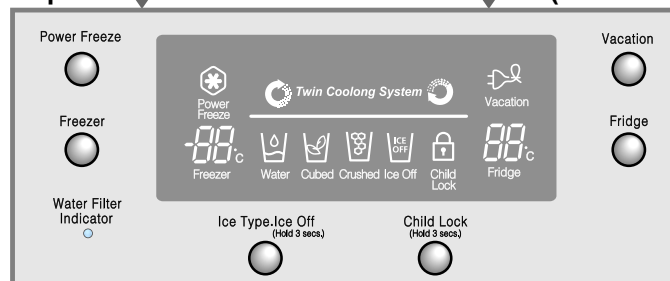 Power Freeze
Vacation
Power
Freeze
Twin Coolong System
Vacation
Freezer
Fridge
-88°C
ICE
OFF
88°C
Freezer
Water
Cubed
Crushed
Ice Off
Child
Lock
Fridge
Water Filter
Indicator
Ice Type.Ice Off
(Hold 3 secs.)
Child Lock
(Hold 3 secs.)